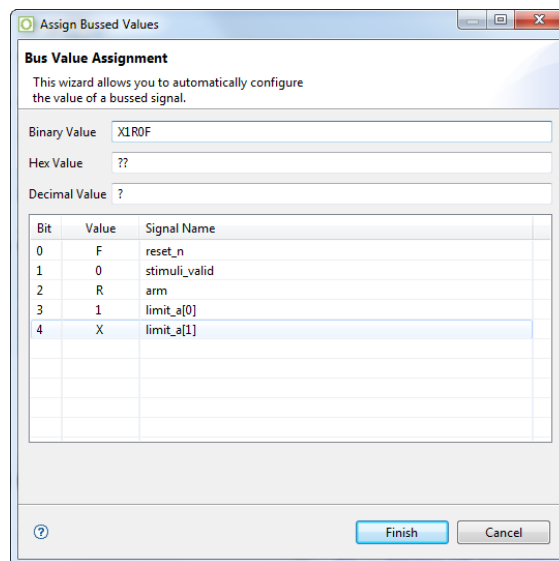 Assign Bussed Values
Bus Value Assignment
This wizard allows you to automatically configure
the value of a bussed signal.
Binary Value X1R0F
Hex Value ??
Decimal Value ?
Bit Value Signal Name
0 F reset_n
1 0 stimuli_valid
2 R arm
3 1 limit_a[0]
4 X limit_a[1]
Finish Cancel